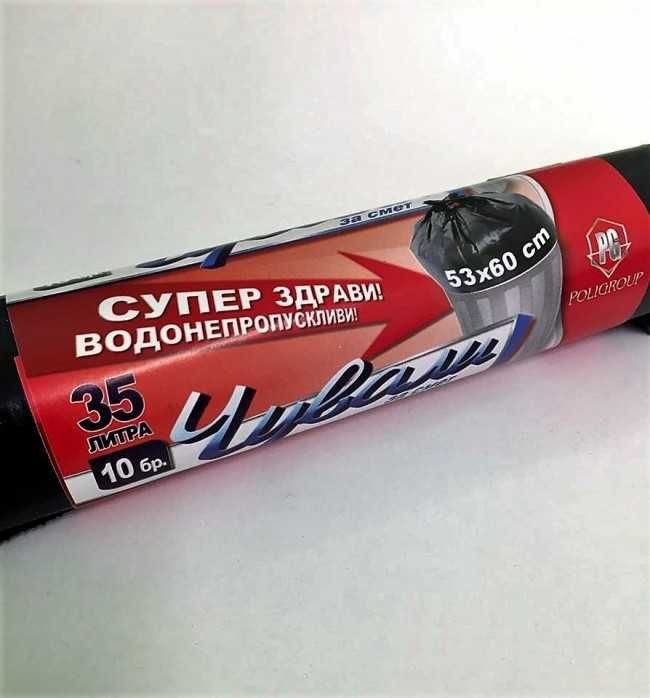 за смет
53x60 cm
PG
POLIGROUP
СУПЕР ЗДРАВИ!
ВОДОНЕПРОПУСКЛИВИ!
35
ЛИТРА
Чували
10 бр.